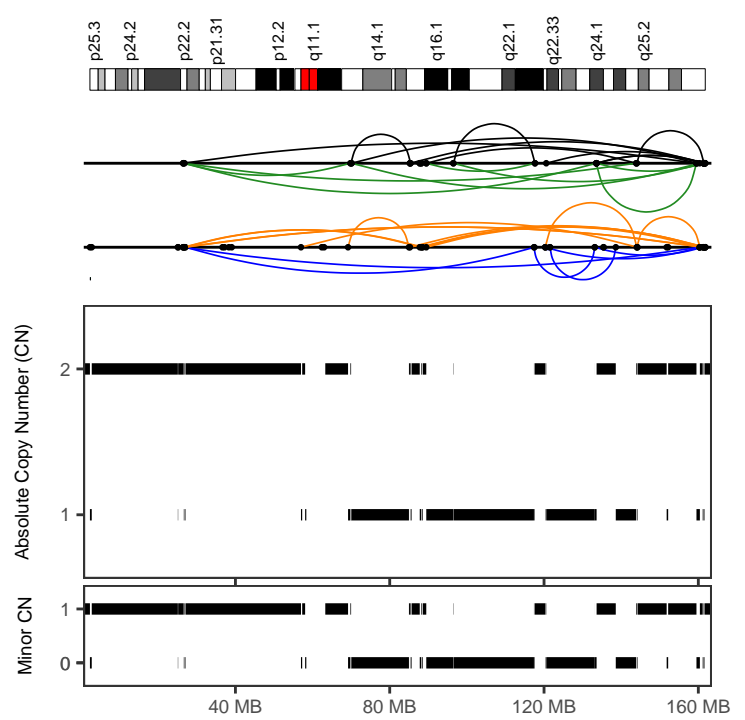 p25.3 p24.2 p22.2 p21.31 p12.2 q11.1 q14.1 q16.1 q22.1 q22.33 q24.1 q25.2
Absolute Copy Number (CN)
2
1
Minor CN
1
0
40 MB 80 MB 120 MB 160 MB